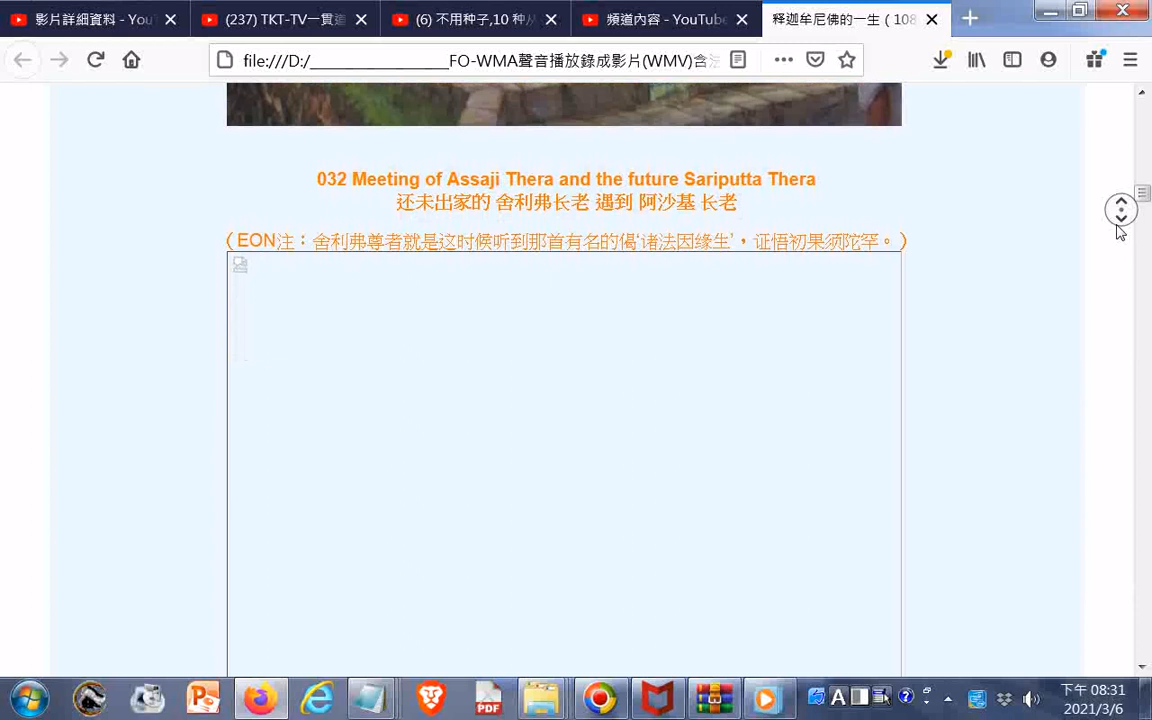 影片詳細資料 - You
(237) TKT-TV一貫道
(6) 不用种子,10 种
頻道內容 - YouTube
释迦牟尼佛的一生 ( 108
file:///D:/__________________FO-WMA聲音播放錄成影片(WMV)含
032 Meeting of Assaji Thera and the future Sariputta Thera
还未出家的 舍利弗长老 遇到 阿沙基 长老
（EON注：舍利弗尊者就是这时候听到那首有名的偈‘诸法因缘生’，证悟初果须陀罕。）
PDF
A
下午 08:31
2021/3/6